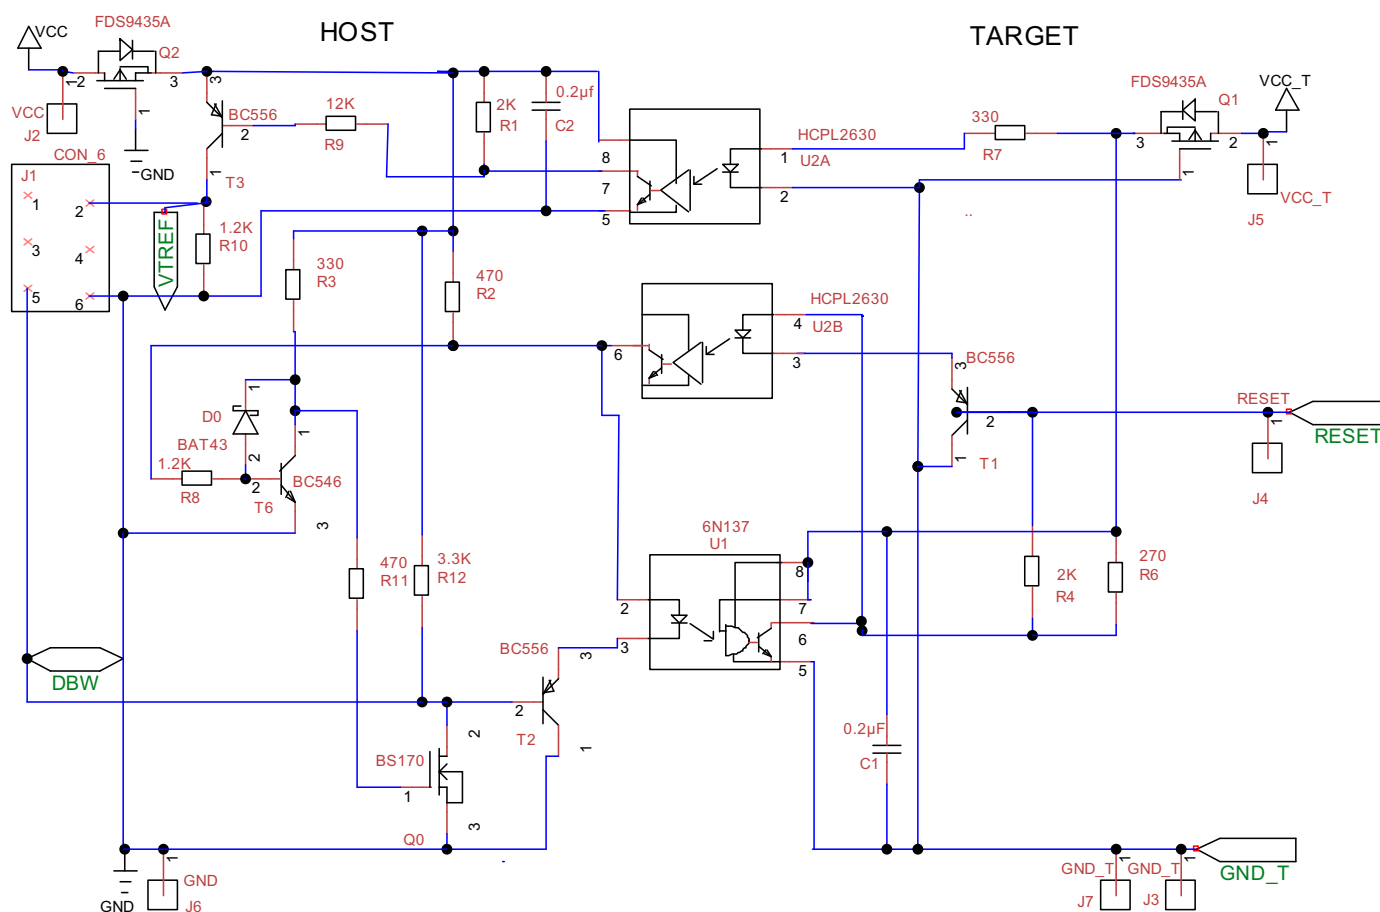 HOST
TARGET
FDS9435A
VCC
Q2
2
3
1
1
VCC
J2
GND
3
BC556
2
1
T3
12K
R9
2K
R1
0.2µf
C2
HCPL2630
U2A
8
7
5
1
2
330
R7
FDS9435A
VCC_T
Q1
3
2
1
1
VCC_T
J5
..
CON_6
J1
1
2
3
4
5
6
VTREF
1.2K
R10
330
R3
470
R2
HCPL2630
U2B
6
4
3
BC556
3
2
1
T1
RESET
1
RESET
J4
1
D0
BAT43
2
1.2K
R8
2
1
BC546
T6
3
470
R11
3.3K
R12
6N137
U1
2
3
8
7
6
5
2K
R4
270
R6
DBW
BC556
3
2
T2
1
2
BS170
1
3
Q0
0.2µF
C1
GND
1
GND
J6
GND_T
1
J7
GND_T
1
J3
GND_T